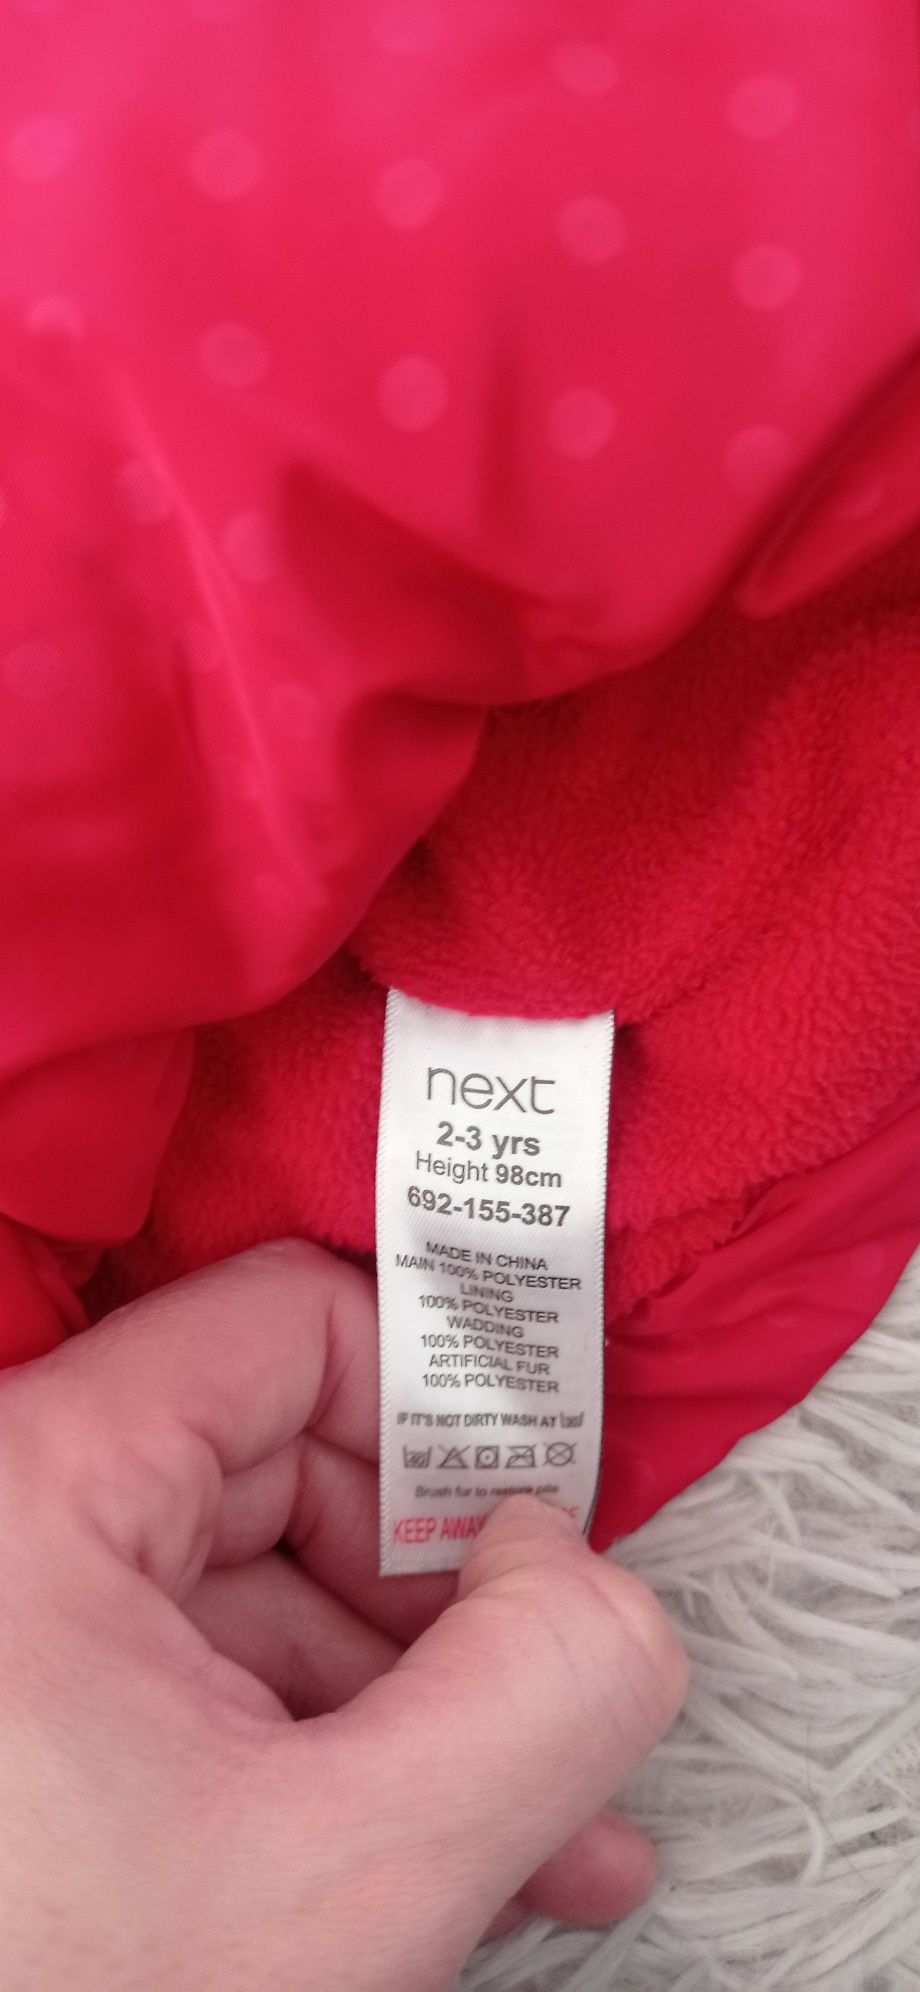 next
2-3 yrs
Height 98cm
692-155-387
MADE IN CHINA
MAIN 100% POLYESTER
LINING
100% POLYESTER
WADDING
100% POLYESTER
ARTIFICIAL FUR
100% POLYESTER
IF IT'S NOT DIRTY WASH AT
Brush fur to restore pile
KEEP AWAY